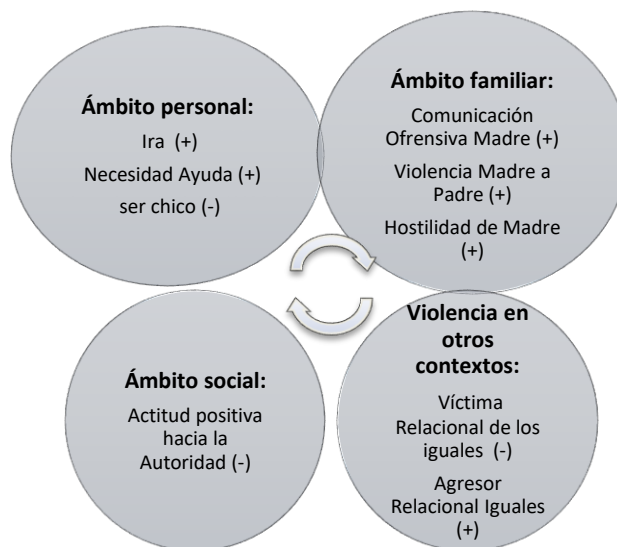 Ámbito personal:
Ira (+)
Necesidad Ayuda (+)
ser chico (-)
Ámbito familiar:
Comunicación
Ofrensiva Madre (+)
Violencia Madre a
Padre (+)
Hostilidad de Madre
(+)
Ámbito social:
Actitud positiva
hacia la
Autoridad (-)
Violencia en
otros
contextos:
Víctima
Relacional de los
iguales (-)
Agresor
Relacional Iguales
(+)